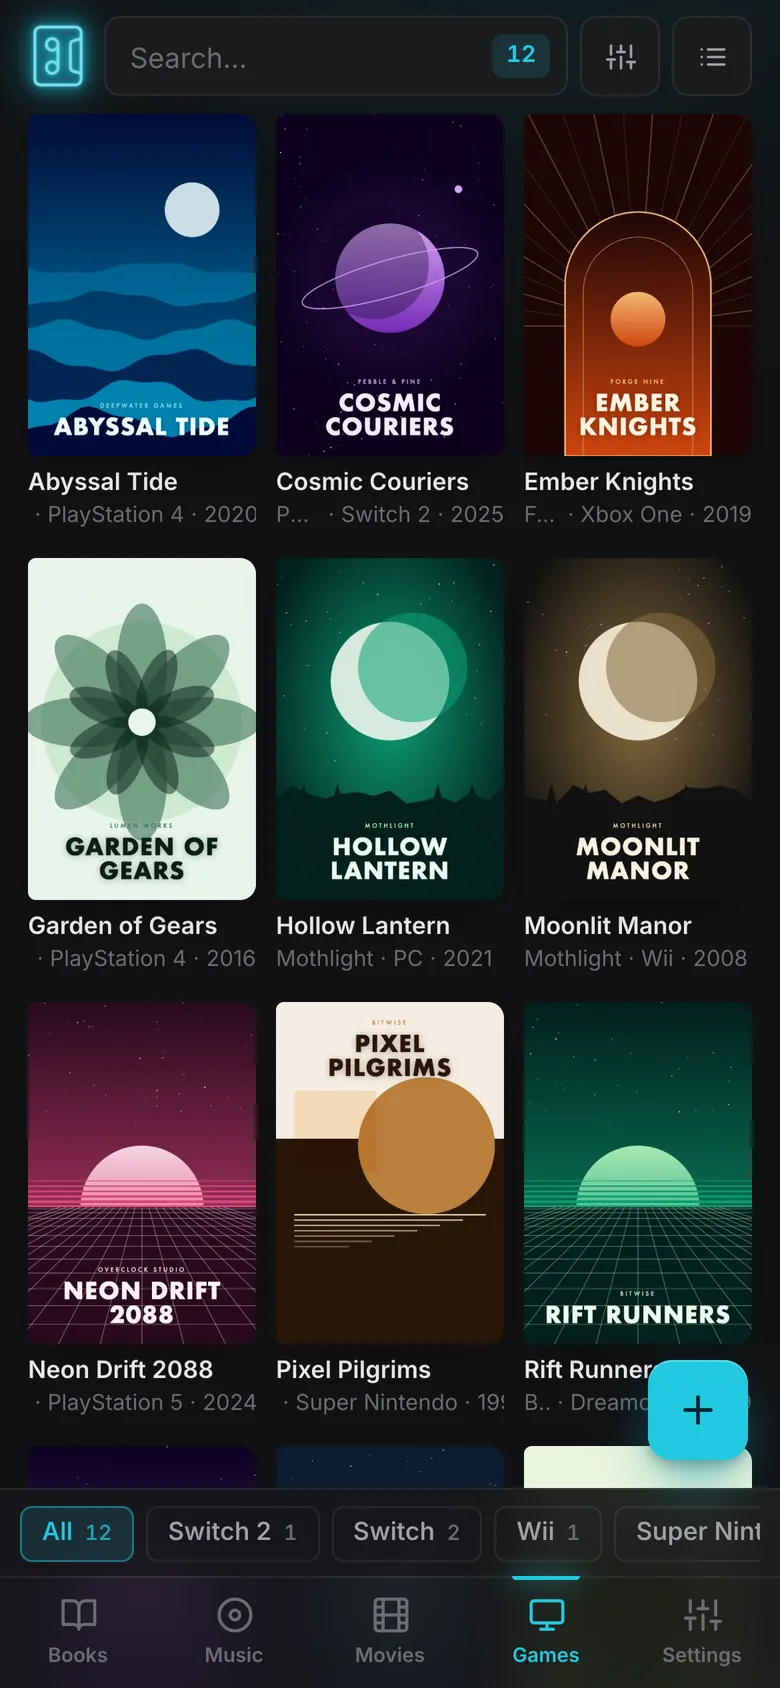 Search...
12
DEEPWATER GAMES
ABYSSAL TIDE
PEBBLE & PINE
COSMIC
COURIERS
FORGE NINE
EMBER
KNIGHTS
Abyssal Tide
· PlayStation 4 · 2020
Cosmic Couriers
P... · Switch 2 · 2025
Ember Knights
F... · Xbox One · 2019
LUMEN WORKS
GARDEN OF
GEARS
MOTHLIGHT
HOLLOW
LANTERN
MOTHLIGHT
MOONLIT
MANOR
Garden of Gears
· PlayStation 4 · 2016
Hollow Lantern
Mothlight · PC · 2021
Moonlit Manor
Mothlight · Wii · 2008
OVERCLOCK STUDIO
NEON DRIFT
2088
BITWISE
PIXEL
PILGRIMS
BITWISE
RIFT RUNNERS
Neon Drift 2088
· PlayStation 5 · 2024
Pixel Pilgrims
· Super Nintendo · 199
Rift Runners
B.. · Dreamc
All 12
Switch 2 1
Switch 2
Wii 1
Super Nint
Books
Music
Movies
Games
Settings